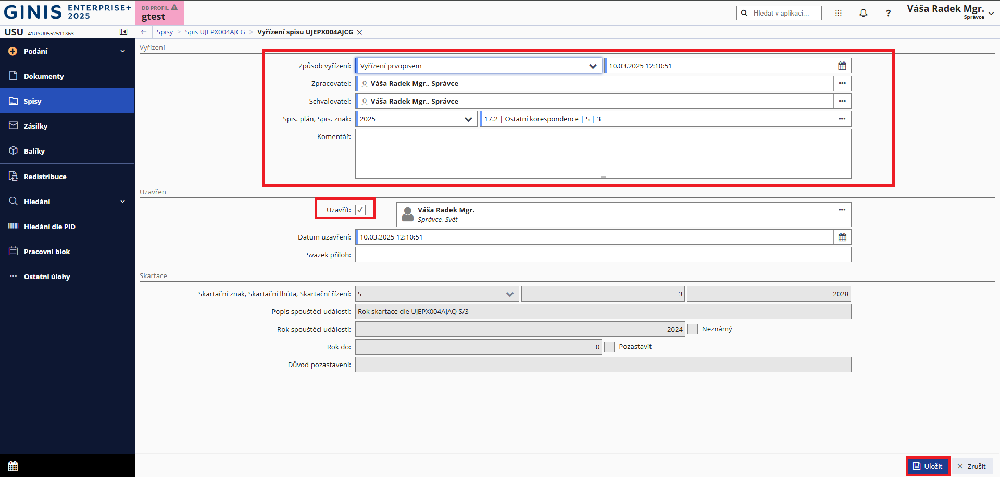 GINIS ENTERPRISE+ 2025
DB PROFIL
gtest
Hledat v aplikaci...
Váša Radek Mgr.
Správce
USU 41USU0552511X63
Spisy > Spis UJEPX004AJCG > Vyřízení spisu UJEPX004AJCG
Podání
Dokumenty
Spisy
Zásilky
Balíky
Redistribuce
Hledání
Hledání dle PID
Pracovní blok
Ostatní úlohy
Vyřízení
Způsob vyřízení: Vyřízení prvopisem 10.03.2025 12:10:51
Zpracovatel: Váša Radek Mgr., Správce
Schvalovatel: Váša Radek Mgr., Správce
Spis. plán, Spis. znak: 2025 17.2 | Ostatní korespondence | S | 3
Komentář:
Uzavřen
Uzavřít: Váša Radek Mgr.
Správce, Svět
Datum uzavření: 10.03.2025 12:10:51
Svazek příloh:
Skartace
Skartační znak, Skartační lhůta, Skartační řízení: S 3 2028
Popis spouštěcí události: Rok skartace dle UJEPX004AJAQ S/3
Rok spouštěcí události: 2024 Neznámý
Rok do: 0 Pozastavit
Důvod pozastavení:
Uložit Zrušit